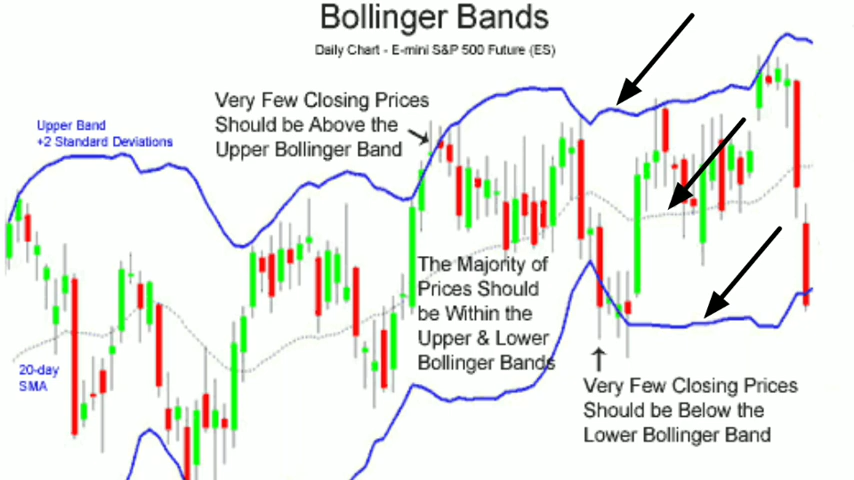 Bollinger Bands
Daily Chart - E-mini S&P 500 Future (ES)
Very Few Closing Prices
Should be Above the
Upper Bollinger Band
Upper Band
+2 Standard Deviations
The Majority of
Prices Should
be Within the
Upper & Lower
Bollinger Bands
20-day
SMA
Very Few Closing Prices
Should be Below the
Lower Bollinger Band